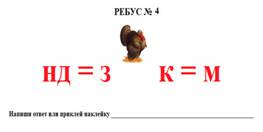 РЕБУС № 4
НД = З К = М
Напиши ответ или приклей наклейку